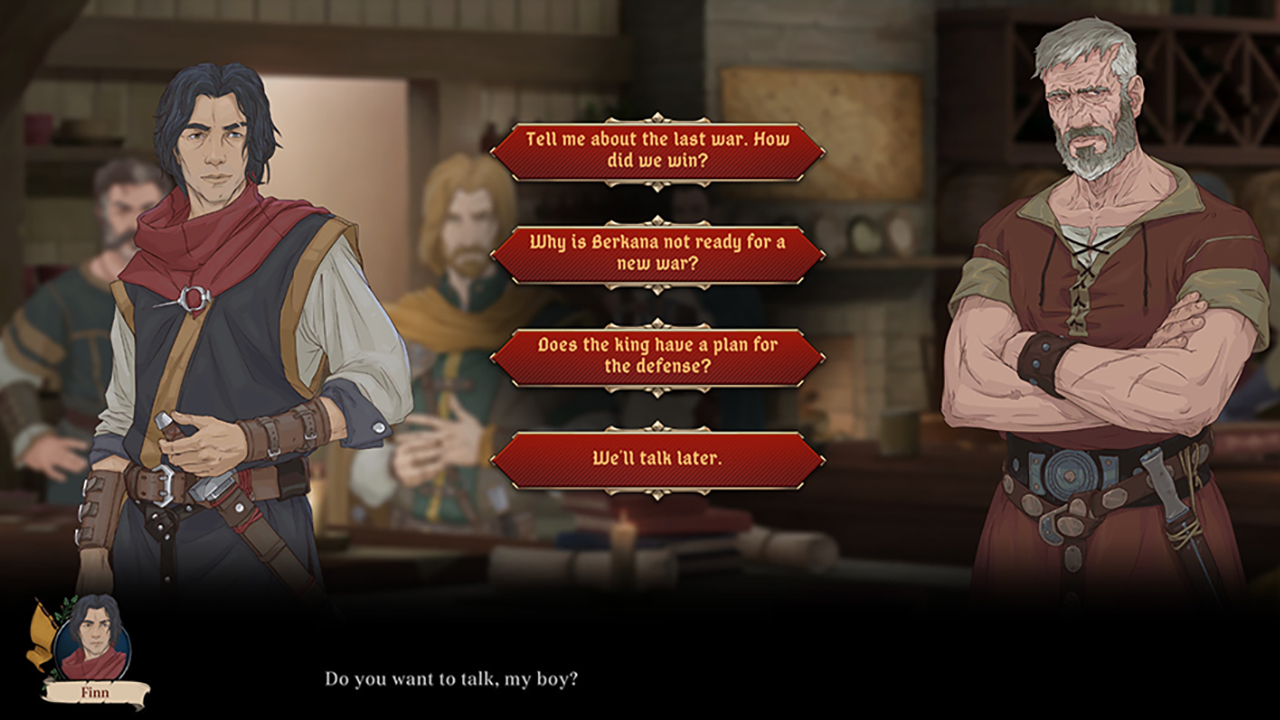 Tell me about the last war. How
did we win?
Why is Berkana not ready for a
new war?
Does the king have a plan for
the defense?
We'll talk later.
Finn
Do you want to talk, my boy?